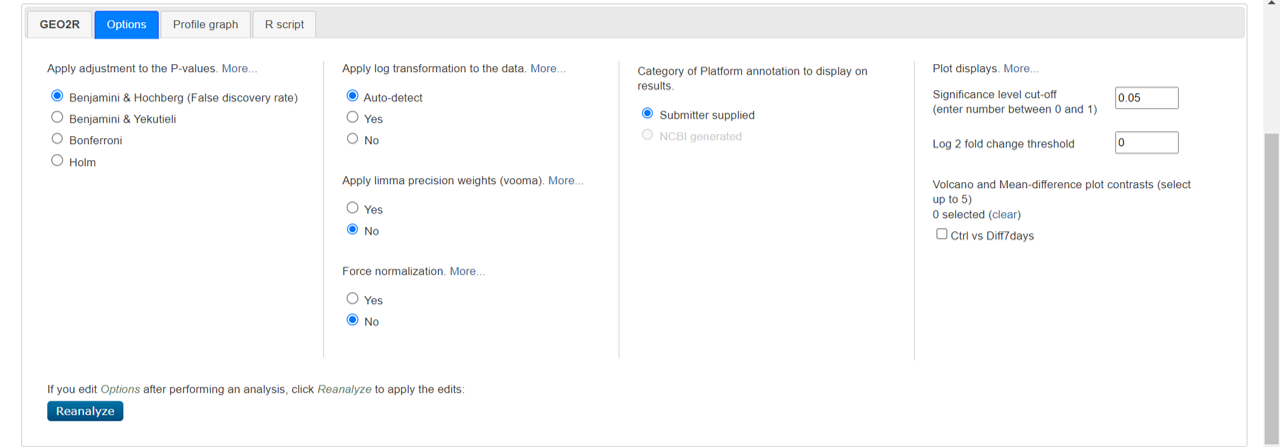 GEO2R
Options
Profile graph
R script
Apply adjustment to the P-values. More...
Benjamini & Hochberg (False discovery rate)
Benjamini & Yekutieli
Bonferroni
Holm
Apply log transformation to the data. More...
Auto-detect
Yes
No
Apply limma precision weights (vooma). More...
Yes
No
Force normalization. More...
Yes
No
Category of Platform annotation to display on
results.
Submitter supplied
NCBI generated
Plot displays. More...
Significance level cut-off
(enter number between 0 and 1)
0.05
Log 2 fold change threshold
0
Volcano and Mean-difference plot contrasts (select
up to 5)
0 selected (clear)
Ctrl vs Diff7days
If you edit Options after performing an analysis, click Reanalyze to apply the edits:
Reanalyze